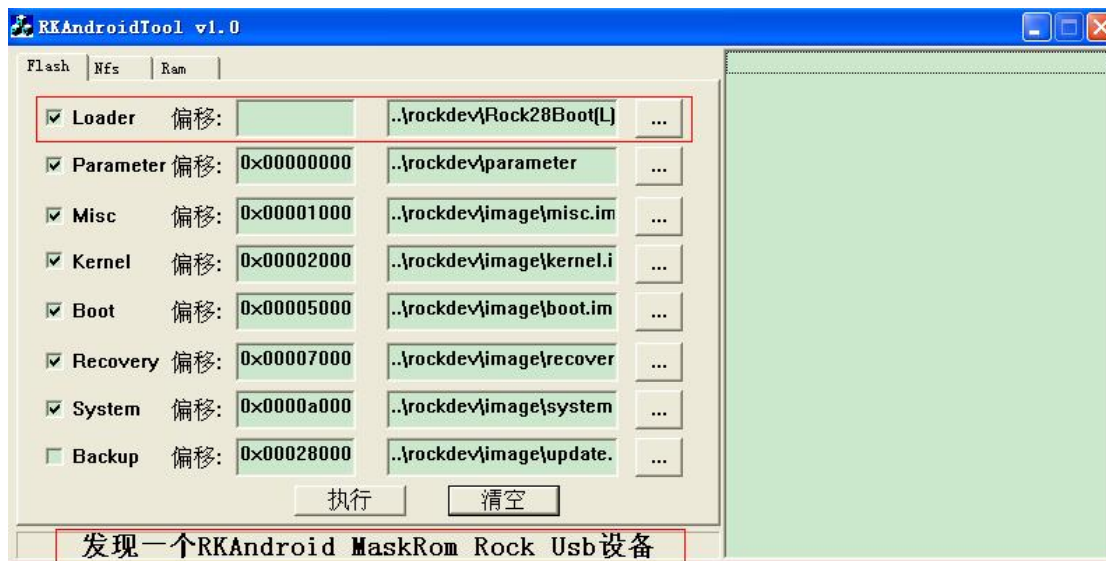 RKAndroidTool v1.0
Flash Nfs Ram
Loader 偏移: ..\rockdev\Rock28Boot(L) ...
Parameter 偏移: 0x00000000 ..\rockdev\parameter ...
Misc 偏移: 0x00001000 ..\rockdev\image\misc.im ...
Kernel 偏移: 0x00002000 ..\rockdev\image\kernel.i ...
Boot 偏移: 0x00005000 ..\rockdev\image\boot.im ...
Recovery 偏移: 0x00007000 ..\rockdev\image\recover ...
System 偏移: 0x0000a000 ..\rockdev\image\system ...
Backup 偏移: 0x00028000 ..\rockdev\image\update. ...
执行 清空
发现一个RKAndroid MaskRom Rock Usb设备